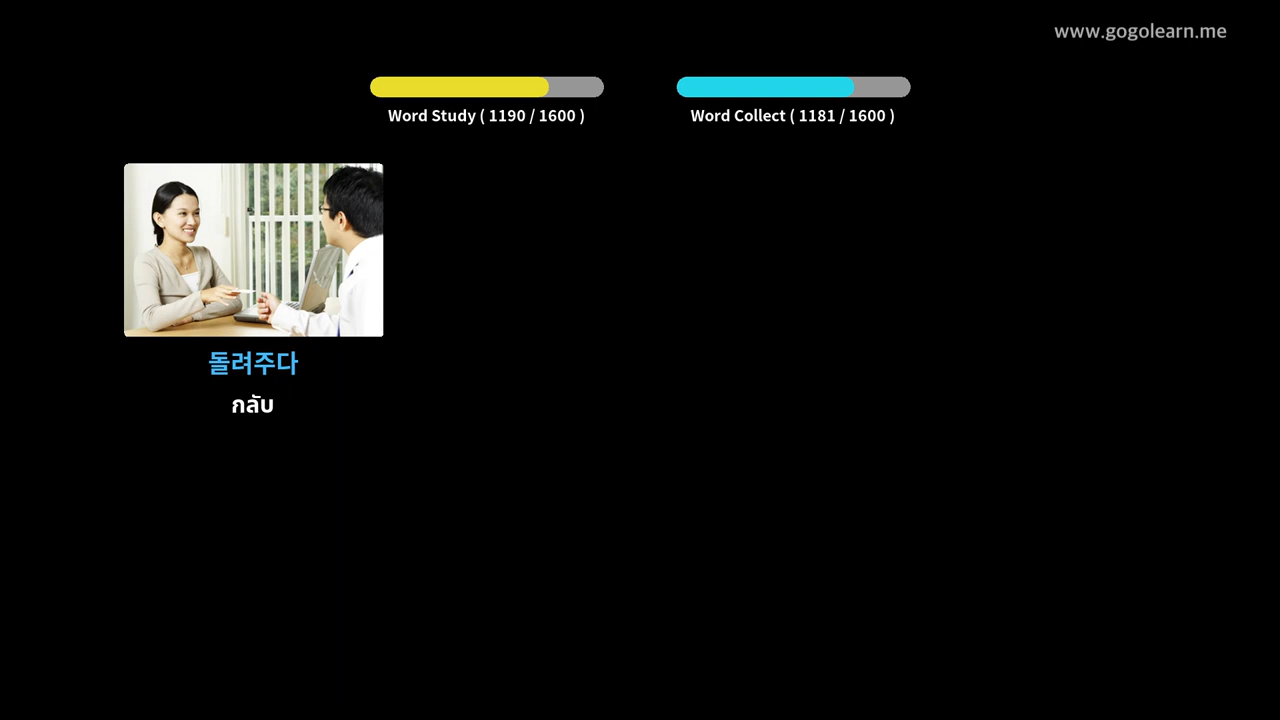 www.gogolearn.me
Word Study ( 1190 / 1600 )
Word Collect ( 1181 / 1600 )
돌려주다
กลับ